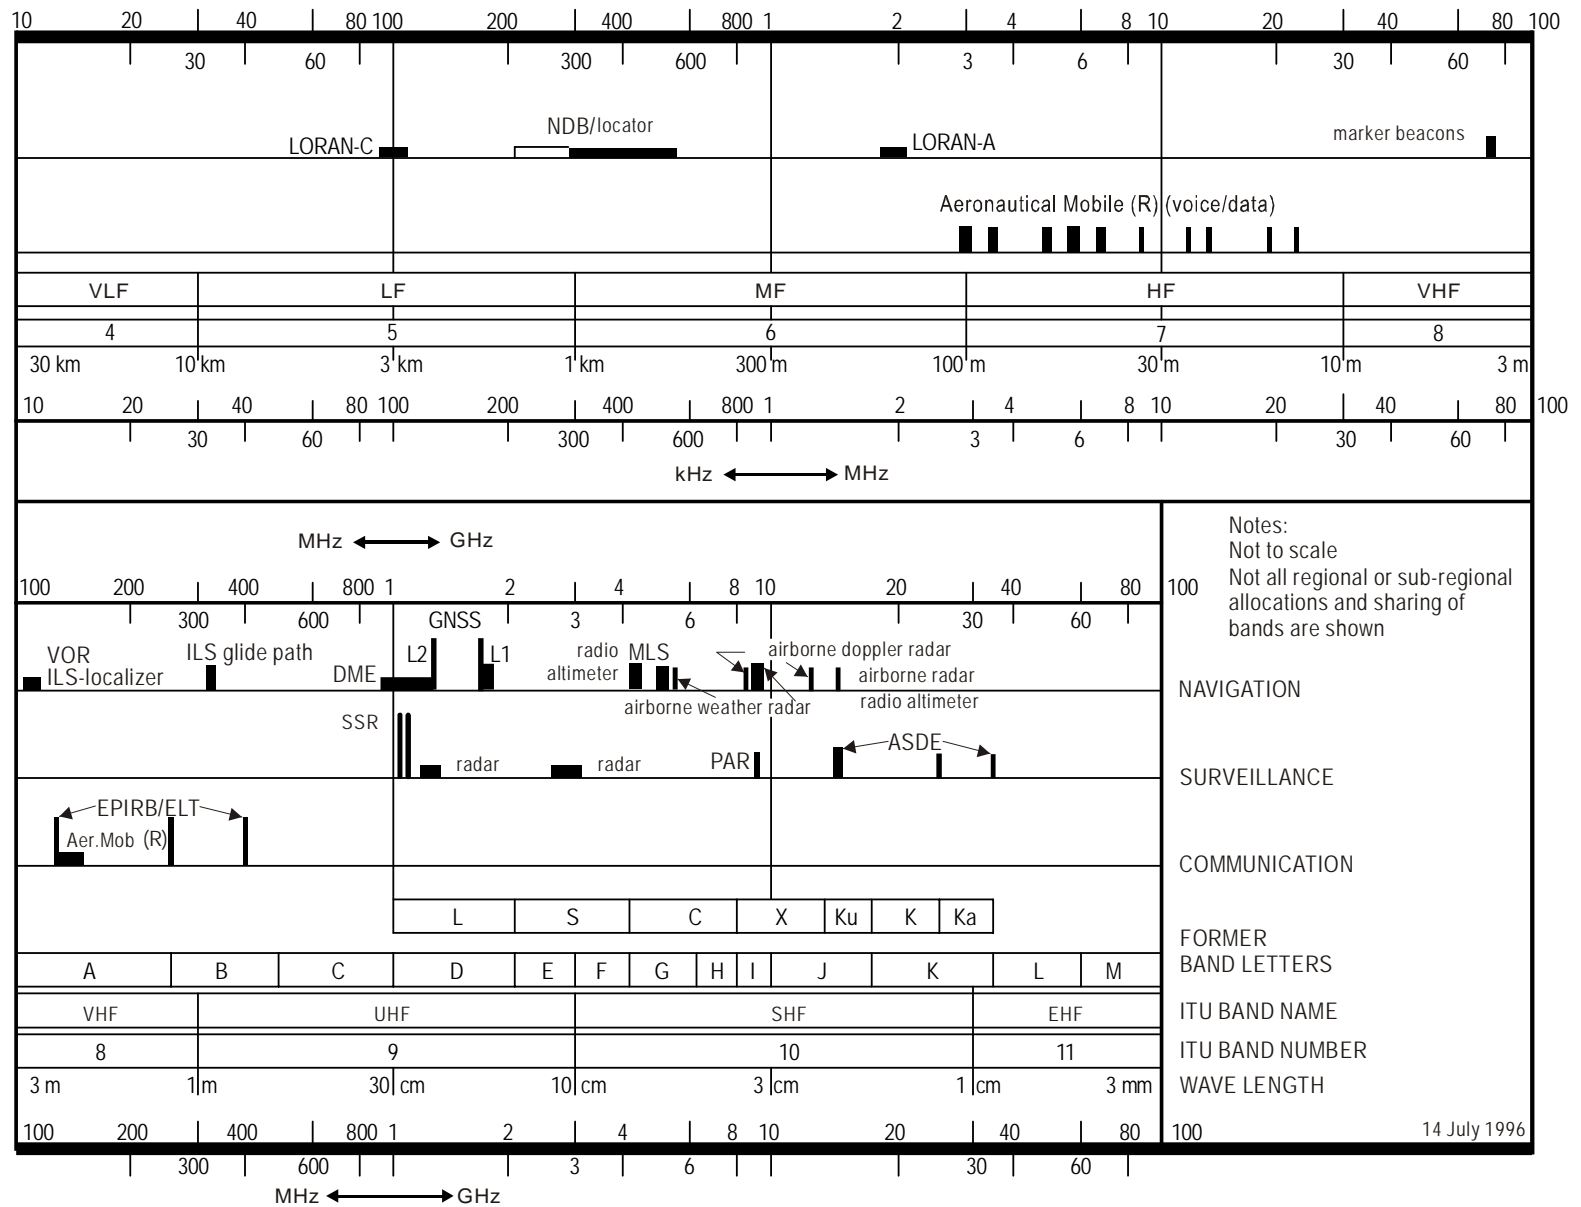 10 20 40 80 100 200 400 800 1 2 4 8 10 20 40 80 100
30 60 300 600 3 6 30 60
NDB/locator
LORAN-C
LORAN-A
marker beacons
Aeronautical Mobile (R) (voice/data)
VLF LF MF HF VHF
4 5 6 7 8
30 km 10 km 3 km 1 km 300 m 100 m 30 m 10 m 3 m
10 20 40 80 100 200 400 800 1 2 4 8 10 20 40 80 100
30 60 300 600 3 6 30 60
kHz MHz
MHz GHz
100 200 400 800 1 2 4 8 10 20 40 80 100
300 600 3 6 30 60
Notes:
Not to scale
Not all regional or sub-regional
allocations and sharing of
bands are shown
GNSS
VOR
ILS-localizer
ILS glide path
DME
L2
L1
radio
altimeter
MLS
airborne weather radar
airborne doppler radar
airborne radar
radio altimeter
NAVIGATION
SSR
radar
radar
PAR
ASDE
SURVEILLANCE
EPIRB/ELT
Aer.Mob (R)
COMMUNICATION
L S C X Ku K Ka
FORMER
BAND LETTERS
A B C D E F G H I J K L M
VHF UHF SHF EHF
ITU BAND NAME
8 9 10 11
ITU BAND NUMBER
3 m 1 m 30 cm 10 cm 3 cm 1 cm 3 mm
WAVE LENGTH
100 200 400 800 1 2 4 8 10 20 40 80 100
14 July 1996
300 600 3 6 30 60
MHz GHz